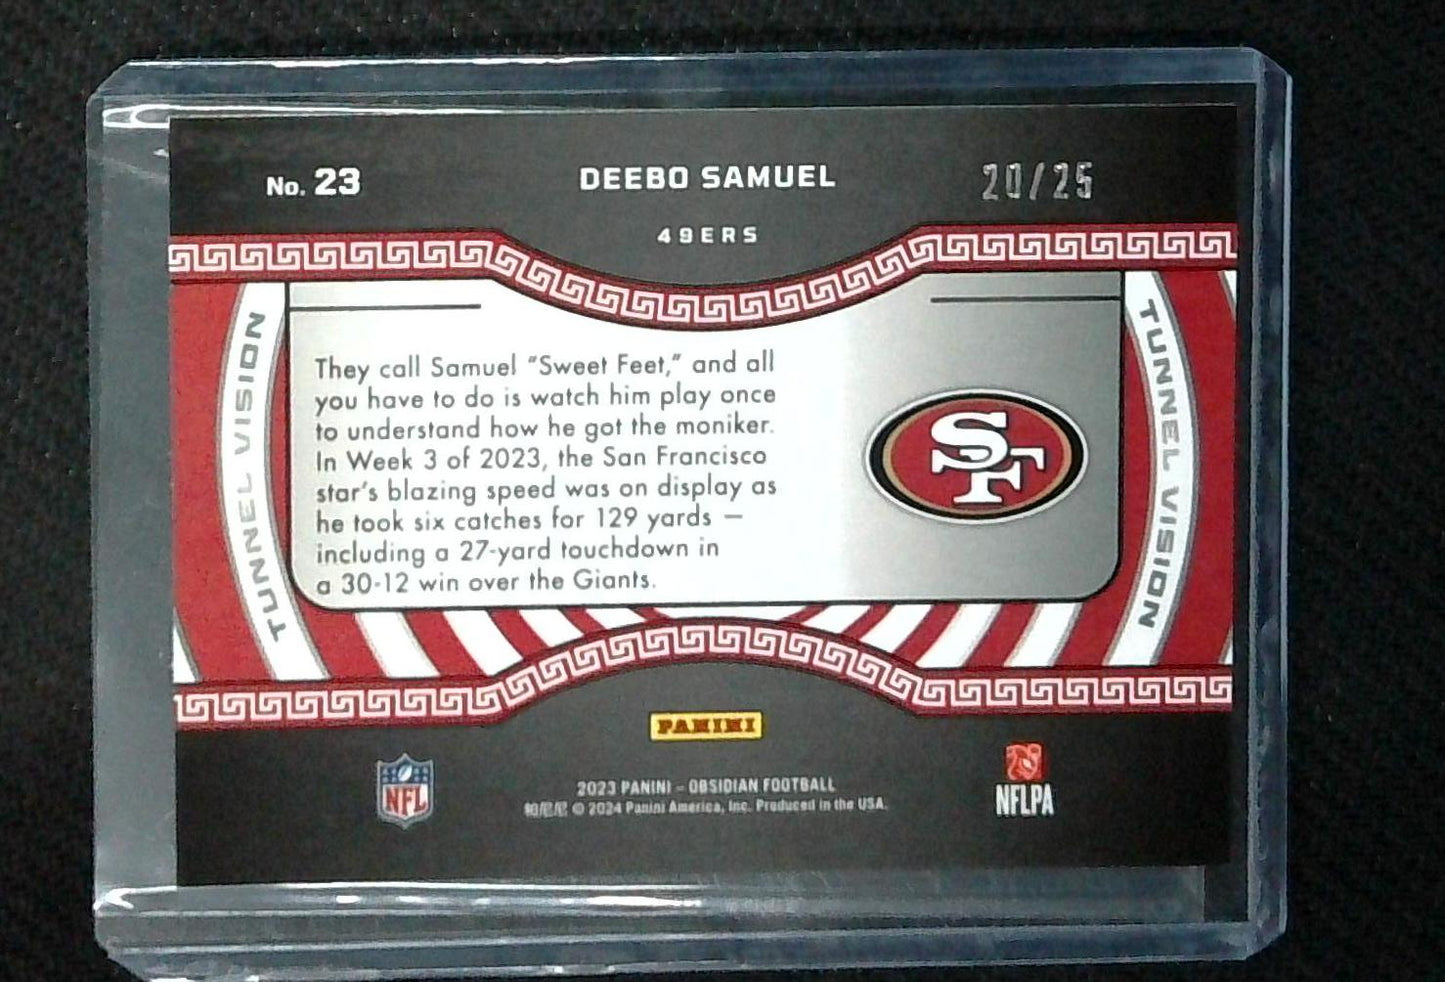 No. 23
DEEBO SAMUEL
20/25
49ERS
TUNNEL VISION
TUNNEL VISION
They call Samuel "Sweet Feet," and all
you have to do is watch him play once
to understand how he got the moniker.
In Week 3 of 2023, the San Francisco
star's blazing speed was on display as
he took six catches for 129 yards –
including a 27-yard touchdown in
a 30-12 win over the Giants.
SF
PANINI
NFL
2023 PANINI – OBSIDIAN FOOTBALL
© 2024 Panini America, Inc. Produced in the USA.
NFLPA